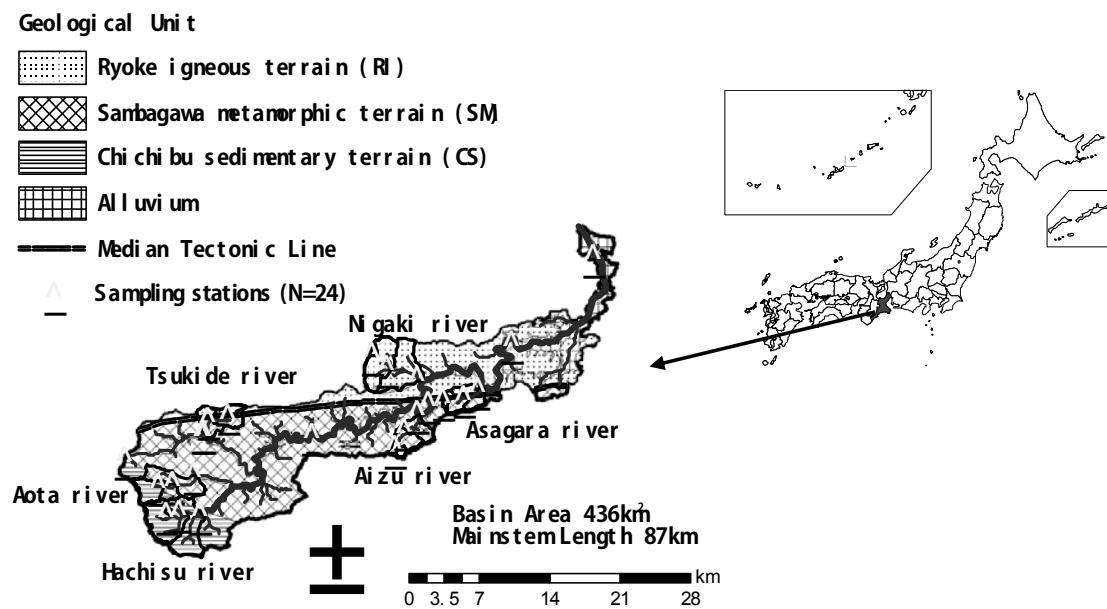 Geological Unit
Ryoke igneous terrain (RI)
Sambagawa metamorphic terrain (SM)
Chichibu sedimentary terrain (CS)
Alluvium
Median Tectonic Line
Sampling stations (N=24)
Nigaki river
Tsukide river
Asagara river
Aizu river
Aota river
Hachisu river
Basin Area 436km²
Mainstem Length 87km
km
0 3.5 7 14 21 28